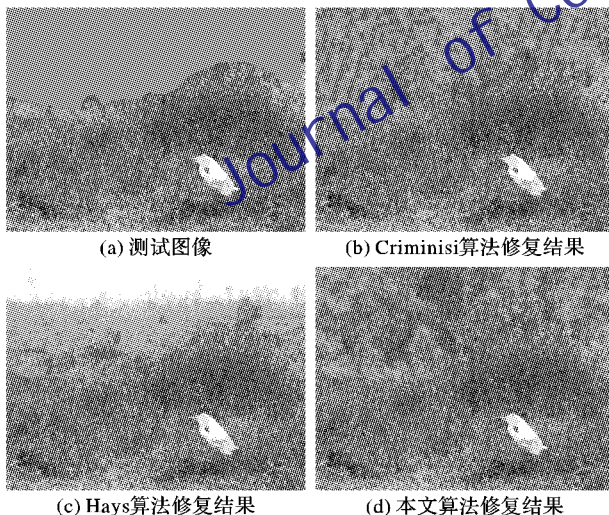 Journal of Co
(a) 测试图像
(b) Criminisi算法修复结果
(c) Hays算法修复结果
(d) 本文算法修复结果